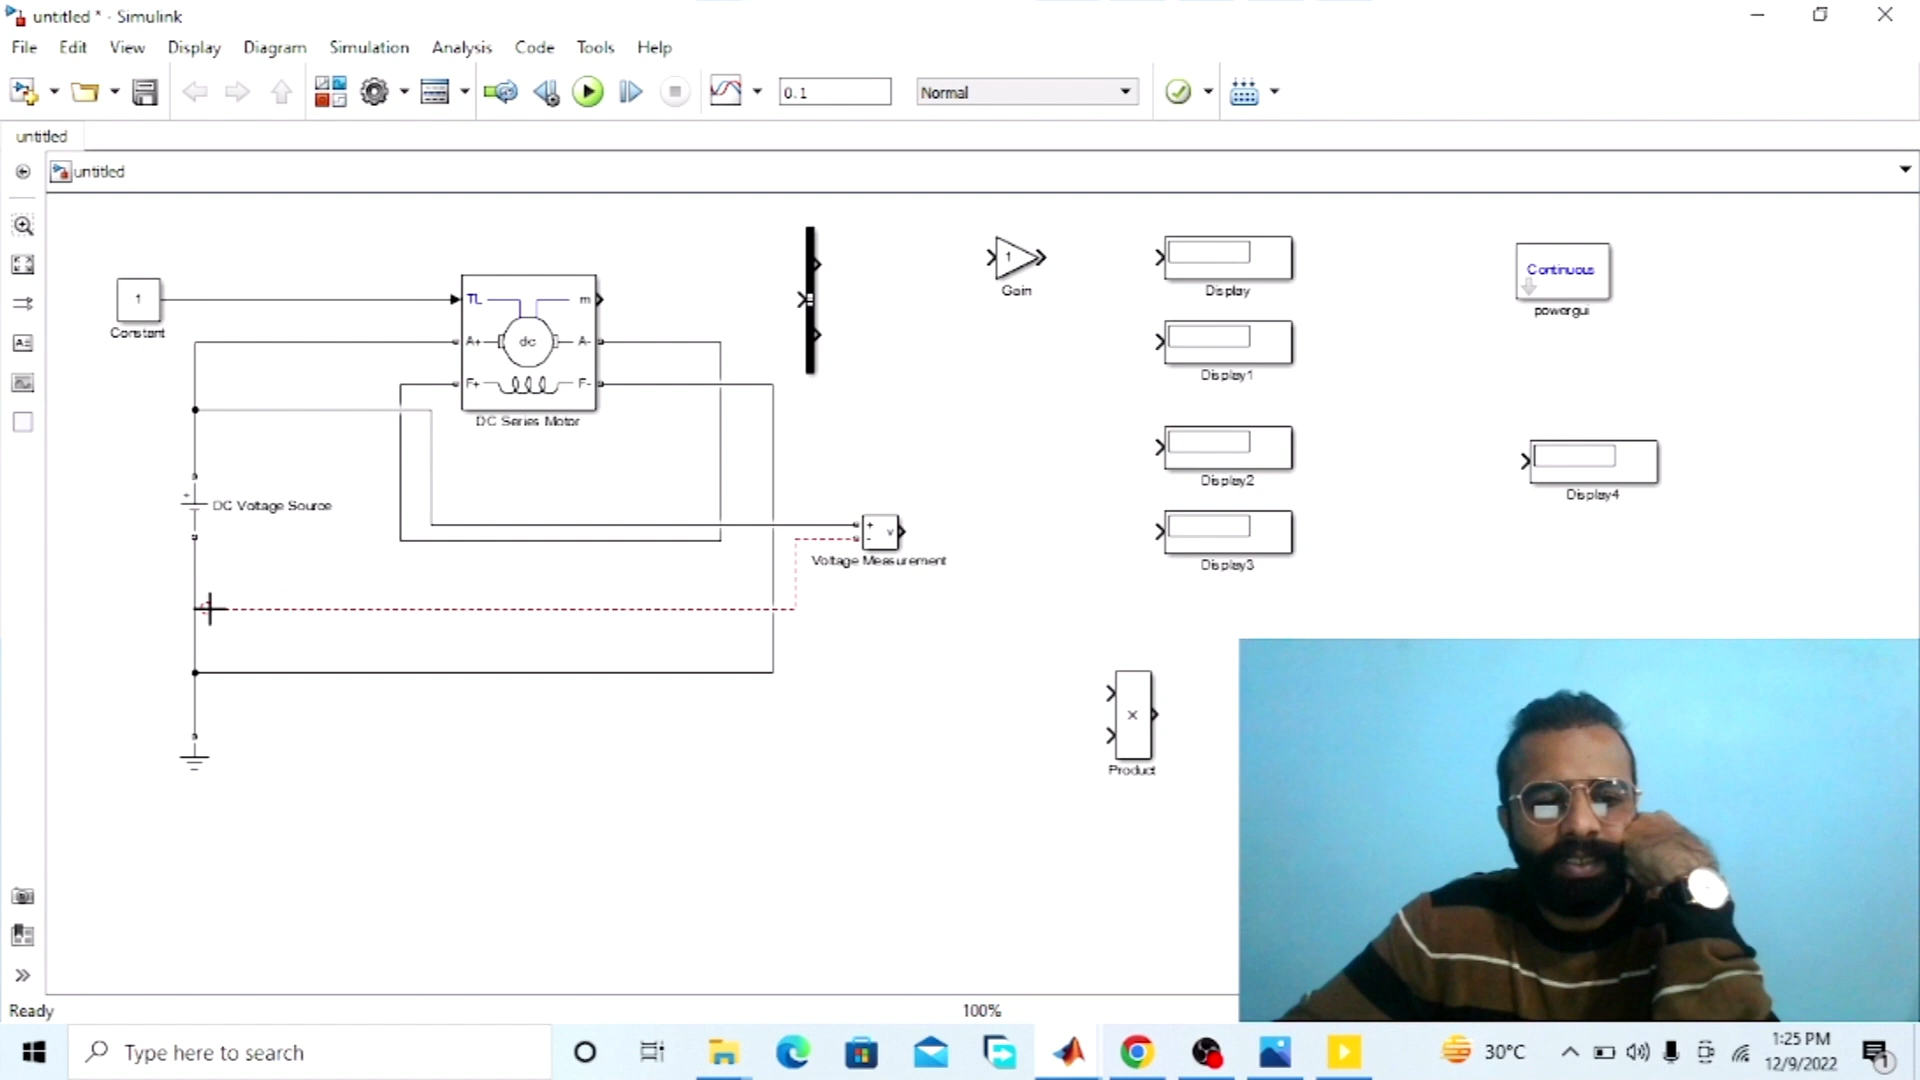 untitled * - Simulink
File Edit View Display Diagram Simulation Analysis Code Tools Help
0.1
Normal
untitled
untitled
1
Constant
TL
m
A+
dc
A-
F+
F-
DC Series Motor
1
Gain
Display
Display1
Display2
Display3
Continuous
powergui
Display4
+
DC Voltage Source
+
-
v
Voltage Measurement
×
Product
Ready
100%
Type here to search
30°C
1:25 PM
12/9/2022
1